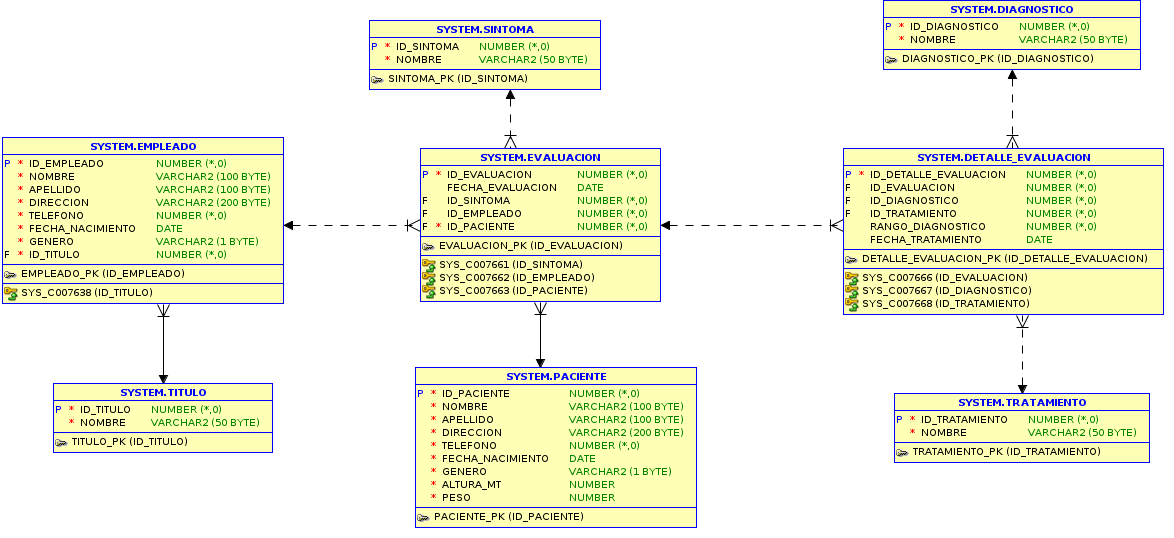 SYSTEM.SINTOMA
P * ID_SINTOMA NUMBER (*,0)
* NOMBRE VARCHAR2 (50 BYTE)
SINTOMA_PK (ID_SINTOMA)
SYSTEM.DIAGNOSTICO
P * ID_DIAGNOSTICO NUMBER (*,0)
* NOMBRE VARCHAR2 (50 BYTE)
DIAGNOSTICO_PK (ID_DIAGNOSTICO)
SYSTEM.EMPLEADO
P * ID_EMPLEADO NUMBER (*,0)
* NOMBRE VARCHAR2 (100 BYTE)
* APELLIDO VARCHAR2 (100 BYTE)
* DIRECCION VARCHAR2 (200 BYTE)
* TELEFONO NUMBER (*,0)
* FECHA_NACIMIENTO DATE
* GENERO VARCHAR2 (1 BYTE)
F * ID_TITULO NUMBER (*,0)
EMPLEADO_PK (ID_EMPLEADO)
SYS_C007638 (ID_TITULO)
SYSTEM.EVALUACION
P * ID_EVALUACION NUMBER (*,0)
FECHA_EVALUACION DATE
F ID_SINTOMA NUMBER (*,0)
F ID_EMPLEADO NUMBER (*,0)
F * ID_PACIENTE NUMBER (*,0)
EVALUACION_PK (ID_EVALUACION)
SYS_C007661 (ID_SINTOMA)
SYS_C007662 (ID_EMPLEADO)
SYS_C007663 (ID_PACIENTE)
SYSTEM.DETALLE_EVALUACION
P * ID_DETALLE_EVALUACION NUMBER (*,0)
F ID_EVALUACION NUMBER (*,0)
F ID_DIAGNOSTICO NUMBER (*,0)
F ID_TRATAMIENTO NUMBER (*,0)
RANGO_DIAGNOSTICO NUMBER (*,0)
FECHA_TRATAMIENTO DATE
DETALLE_EVALUACION_PK (ID_DETALLE_EVALUACION)
SYS_C007666 (ID_EVALUACION)
SYS_C007667 (ID_DIAGNOSTICO)
SYS_C007668 (ID_TRATAMIENTO)
SYSTEM.TITULO
P * ID_TITULO NUMBER (*,0)
* NOMBRE VARCHAR2 (50 BYTE)
TITULO_PK (ID_TITULO)
SYSTEM.PACIENTE
P * ID_PACIENTE NUMBER (*,0)
* NOMBRE VARCHAR2 (100 BYTE)
* APELLIDO VARCHAR2 (100 BYTE)
* DIRECCION VARCHAR2 (200 BYTE)
* TELEFONO NUMBER (*,0)
* FECHA_NACIMIENTO DATE
* GENERO VARCHAR2 (1 BYTE)
* ALTURA_MT NUMBER
* PESO NUMBER
PACIENTE_PK (ID_PACIENTE)
SYSTEM.TRATAMIENTO
P * ID_TRATAMIENTO NUMBER (*,0)
* NOMBRE VARCHAR2 (50 BYTE)
TRATAMIENTO_PK (ID_TRATAMIENTO)